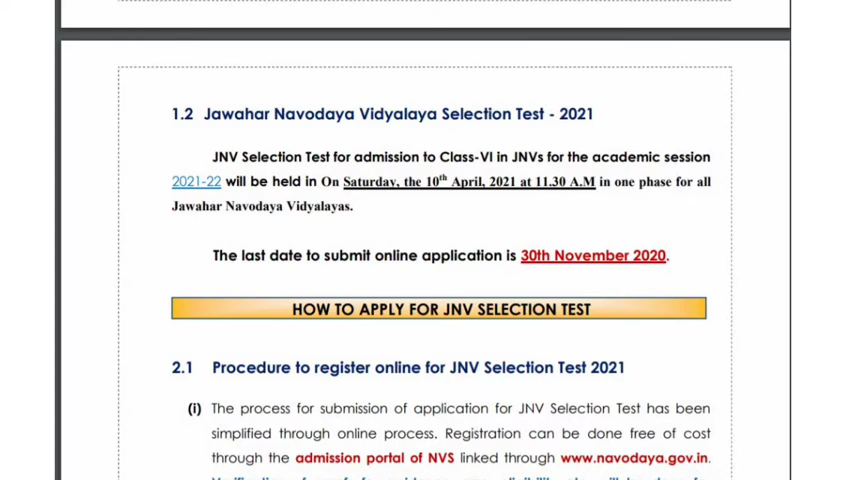 1.2 Jawahar Navodaya Vidyalaya Selection Test - 2021
JNV Selection Test for admission to Class-VI in JNVs for the academic session
2021-22 will be held in On Saturday, the 10th April, 2021 at 11.30 A.M in one phase for all
Jawahar Navodaya Vidyalayas.
The last date to submit online application is 30th November 2020.
HOW TO APPLY FOR JNV SELECTION TEST
2.1 Procedure to register online for JNV Selection Test 2021
(i) The process for submission of application for JNV Selection Test has been
simplified through online process. Registration can be done free of cost
through the admission portal of NVS linked through www.navodaya.gov.in.